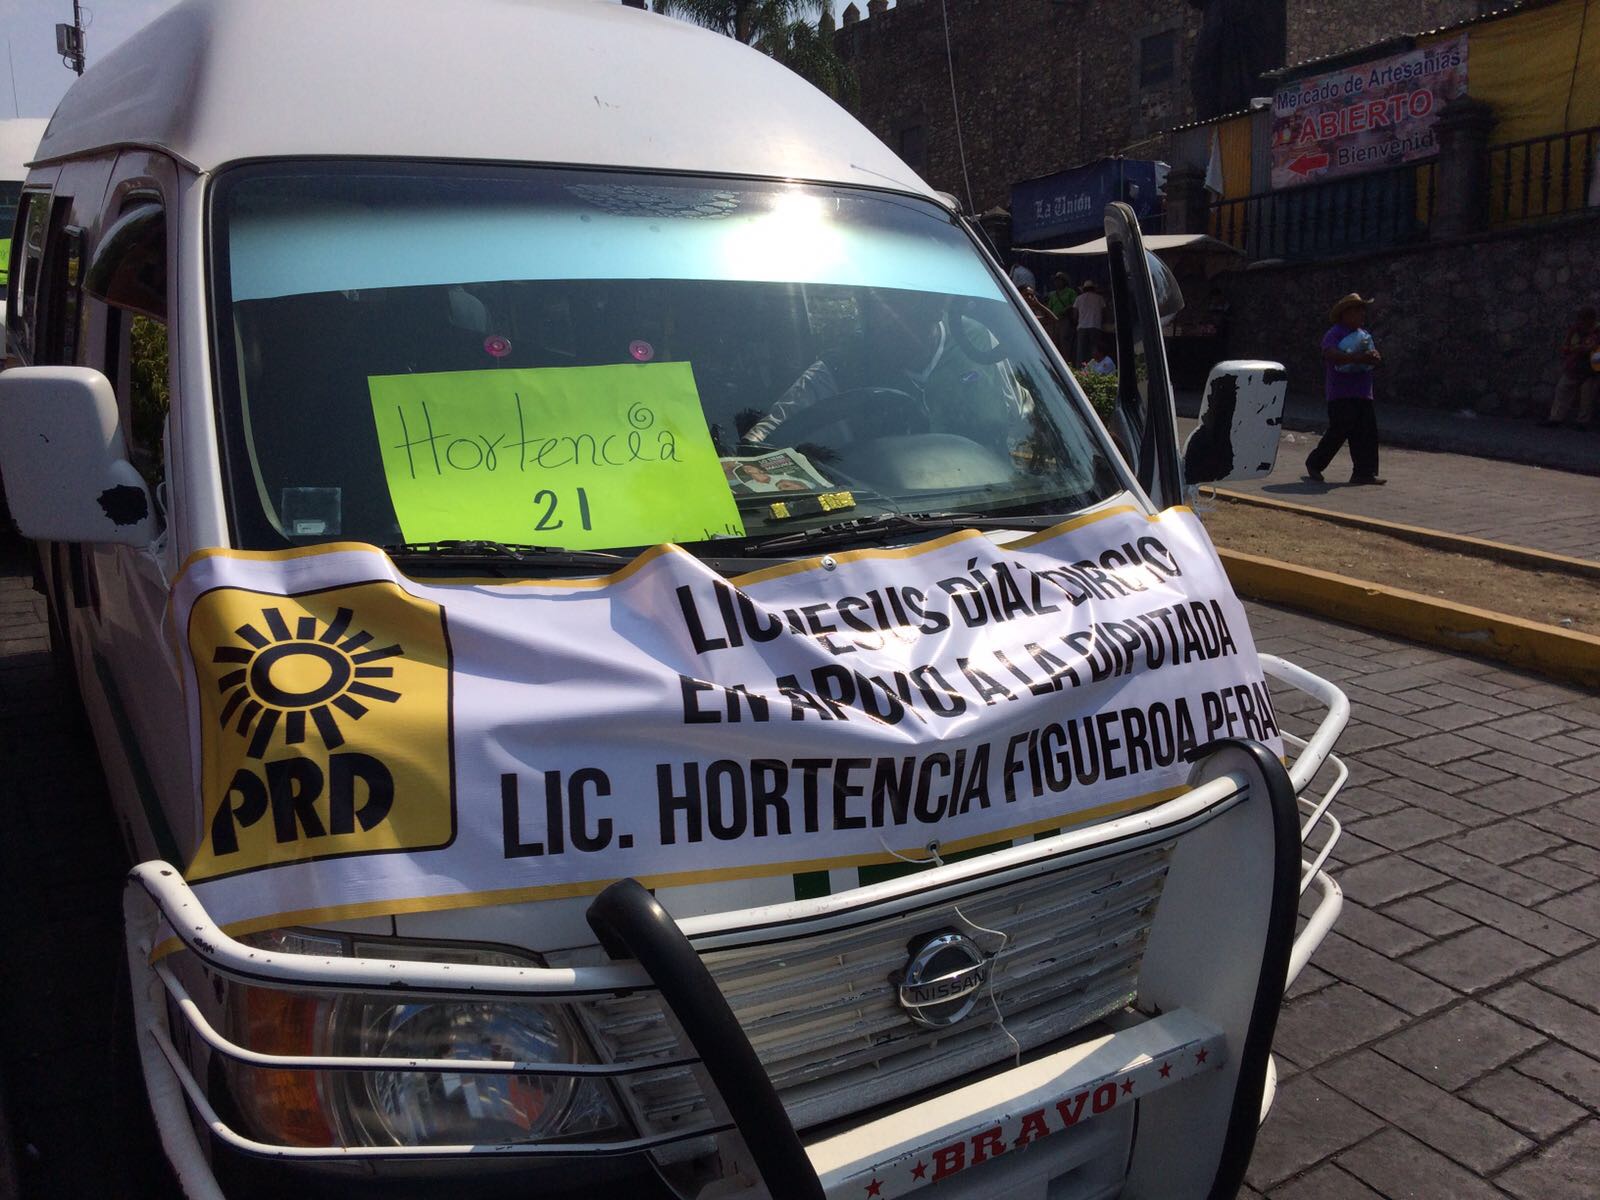 Mercado de Artesanías
ABIERTO
Bienvenid
La Unión
Hortencia
21
PRD
LIC. JESUS DÍAZ DIRCIO
EN APOYO A LA DIPUTADA
LIC. HORTENCIA FIGUEROA PERAL
NISSAN
BRAVO